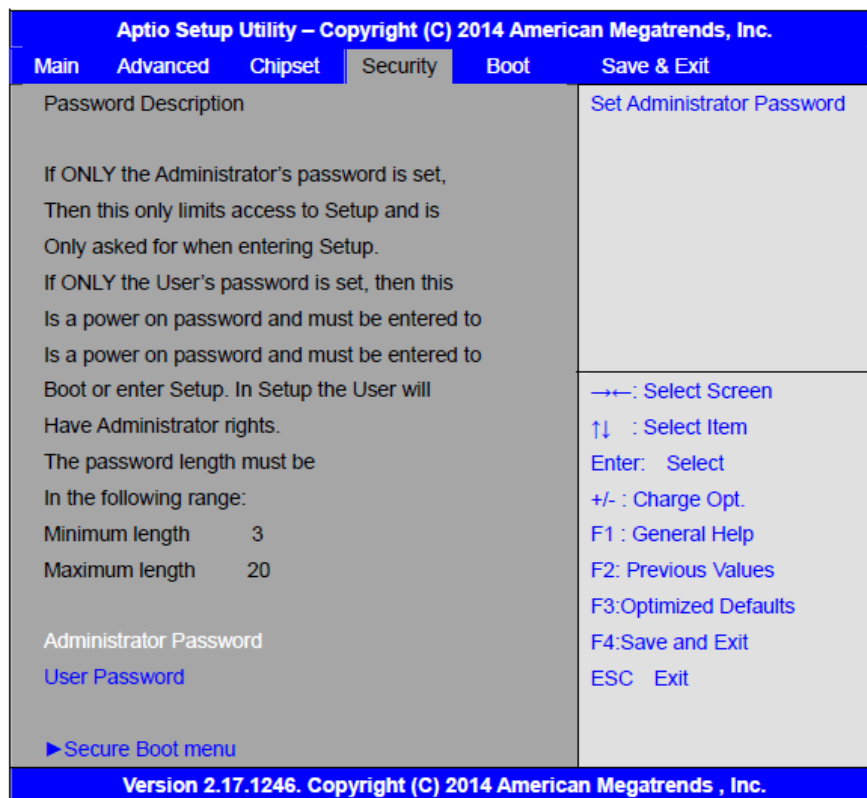 Aptio Setup Utility – Copyright (C) 2014 American Megatrends, Inc.
Main Advanced Chipset Security Boot Save & Exit
Password Description
If ONLY the Administrator’s password is set,
Then this only limits access to Setup and is
Only asked for when entering Setup.
If ONLY the User’s password is set, then this
Is a power on password and must be entered to
Is a power on password and must be entered to
Boot or enter Setup. In Setup the User will
Have Administrator rights.
The password length must be
In the following range:
Minimum length 3
Maximum length 20
Administrator Password
User Password
►Secure Boot menu
Set Administrator Password
→←: Select Screen
↑↓ : Select Item
Enter: Select
+/- : Charge Opt.
F1 : General Help
F2: Previous Values
F3:Optimized Defaults
F4:Save and Exit
ESC Exit
Version 2.17.1246. Copyright (C) 2014 American Megatrends , Inc.